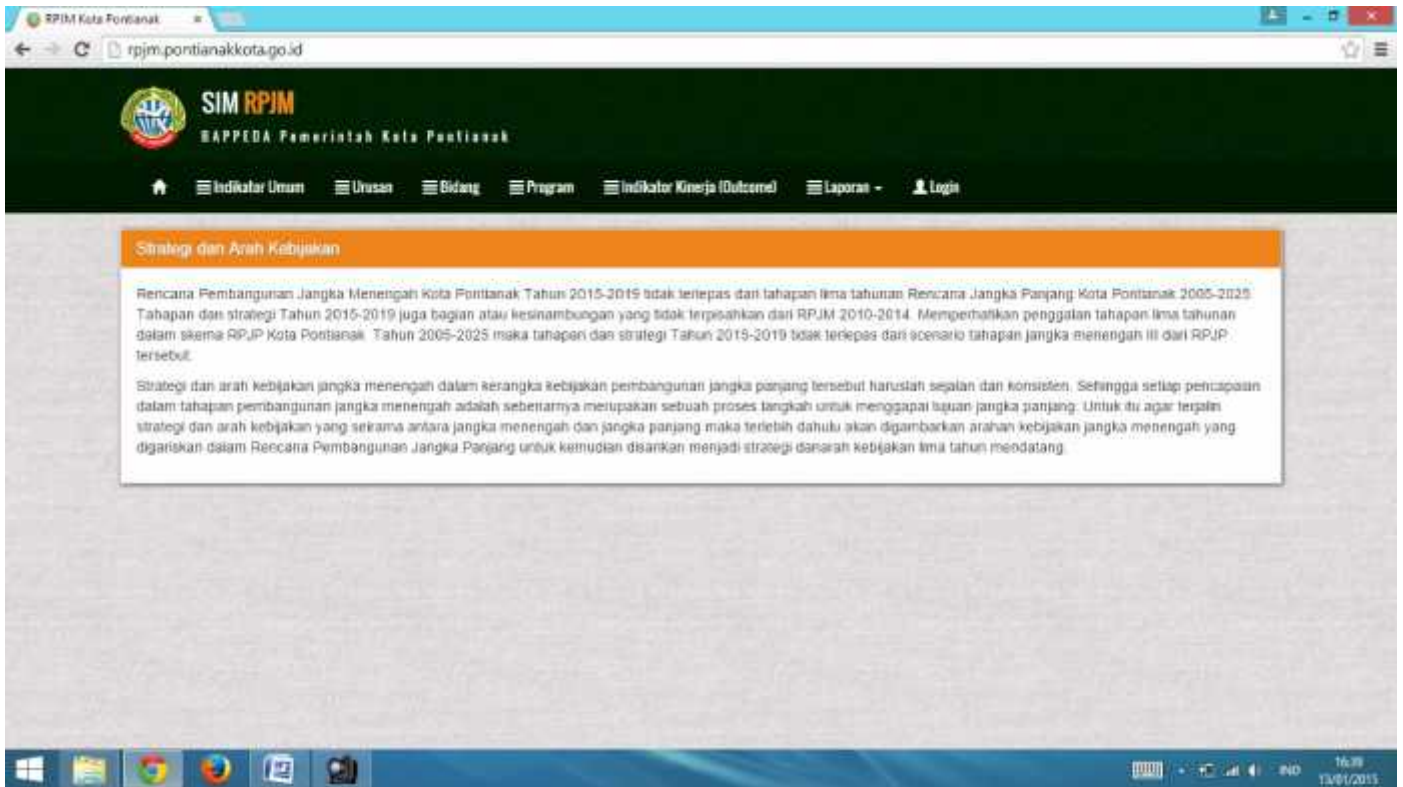 RPJM Kota Pontianak
rpjm.pontianakkota.go.id
SIM RPJM
BAPPEDA Pemerintah Kota Pontianak
Indikator Umum Urusan Bidang Program Indikator Kinerja (Outcome) Laporan Login
Strategi dan Arah Kebijakan
Rencana Pembangunan Jangka Menengah Kota Pontianak Tahun 2015-2019 tidak terlepas dari tahapan lima tahunan Rencana Jangka Panjang Kota Pontianak 2005-2025.
Tahapan dan strategi Tahun 2015-2019 juga bagian atau kesinambungan yang tidak terpisahkan dari RPJM 2010-2014. Memperhatikan penggalan tahapan lima tahunan
dalam skema RPJP Kota Pontianak Tahun 2005-2025 maka tahapan dan strategi Tahun 2015-2019 tidak terlepas dari scenario tahapan jangka menengah III dari RPJP
tersebut.
Strategi dan arah kebijakan jangka menengah dalam kerangka kebijakan pembangunan jangka panjang tersebut haruslah sejalan dan konsisten. Sehingga setiap pencapaian
dalam tahapan pembangunan jangka menengah adalah sebenarnya merupakan sebuah proses langkah untuk menggapai tujuan jangka panjang. Untuk itu agar terjalin
strategi dan arah kebijakan yang seirama antara jangka menengah dan jangka panjang maka terlebih dahulu akan digambarkan arahan kebijakan jangka menengah yang
digariskan dalam Rencana Pembangunan Jangka Panjang untuk kemudian disarikan menjadi strategi danarah kebijakan lima tahun mendatang.
IND
16:39
13/01/2015